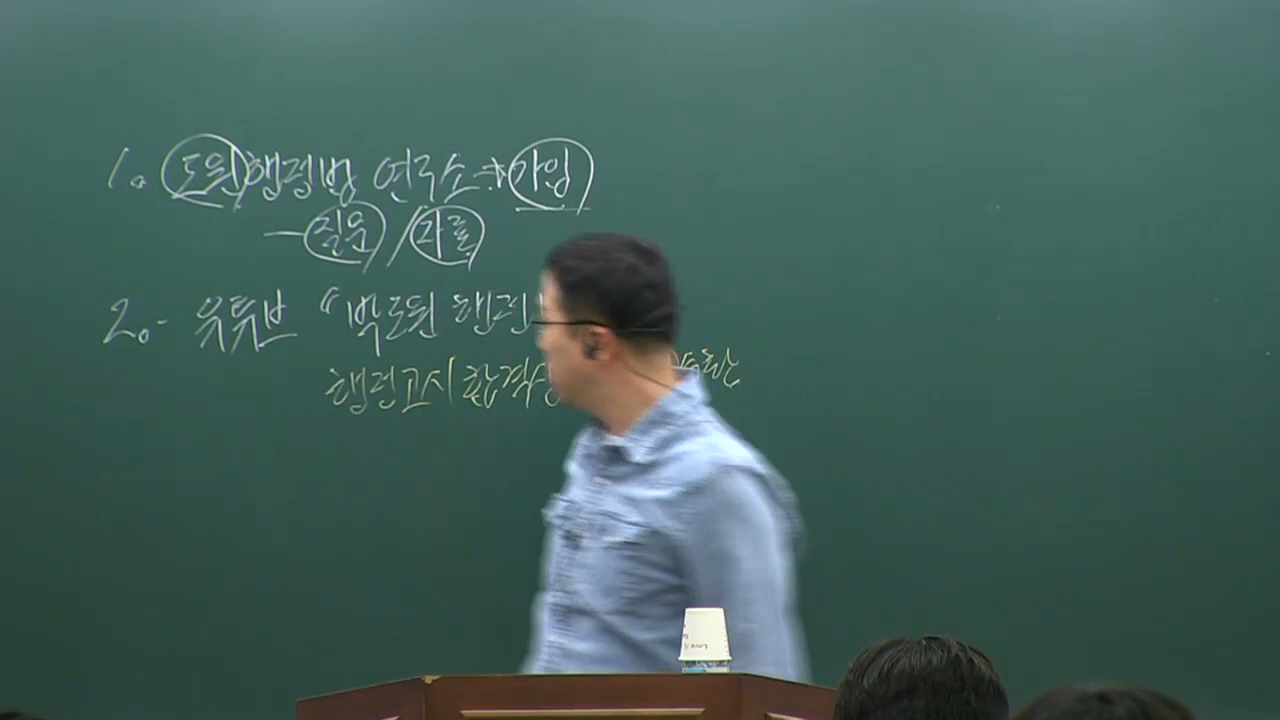 1. 도원행정법 연구소 → 가입
— 질문 / 자료
2. 유튜브 "박도원 행정
행정고시 합격